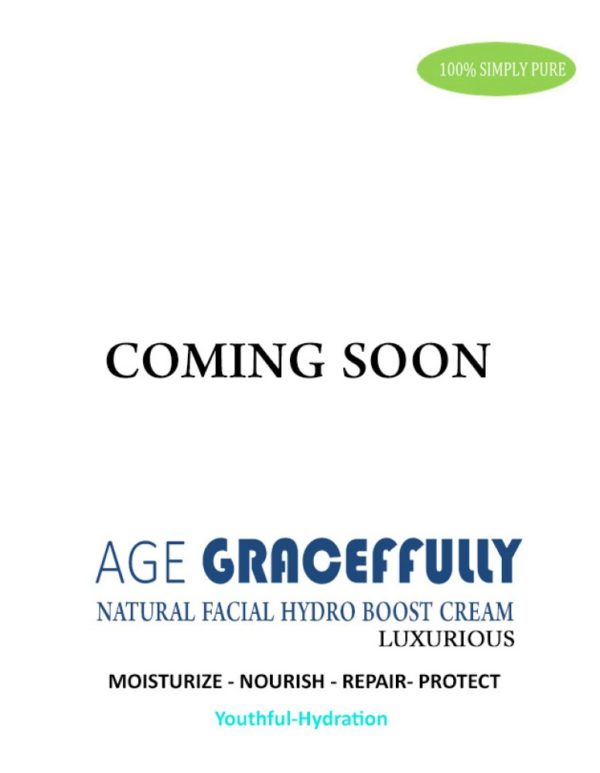 100% SIMPLY PURE
COMING SOON
AGE GRACEFFULLY
NATURAL FACIAL HYDRO BOOST CREAM
LUXURIOUS
MOISTURIZE - NOURISH - REPAIR- PROTECT
Youthful-Hydration